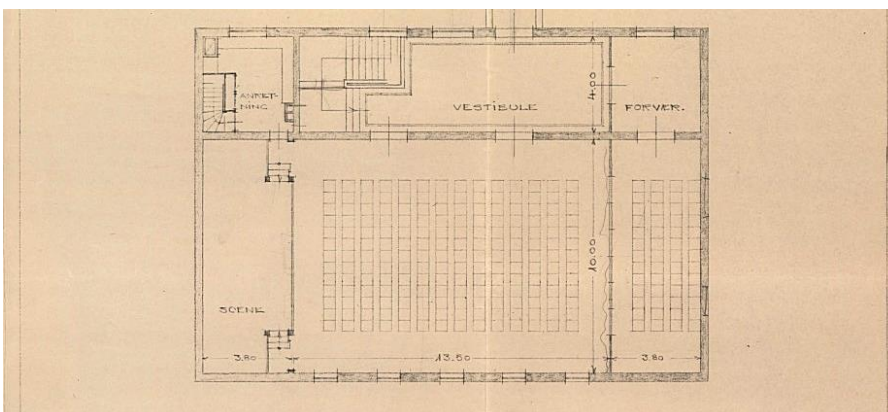 ANRET-
NING
VESTIBULE
4.00
FORVÆR.
10.00
SCENE
3.80
13.50
3.80